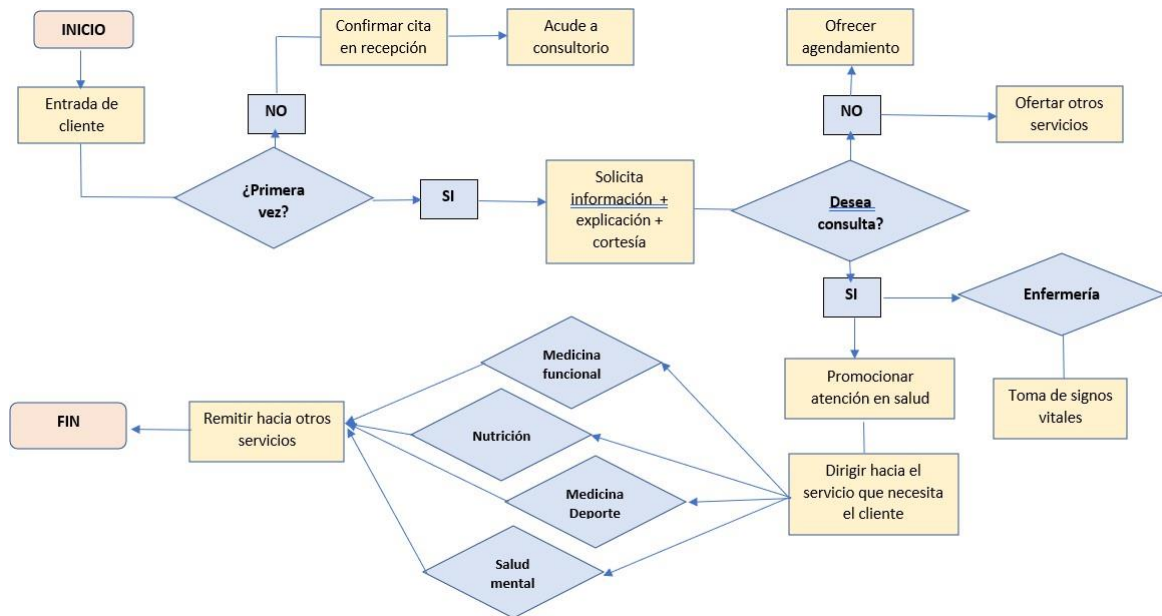 INICIO
Entrada de
cliente
¿Primera
vez?
NO
Confirmar cita
en recepción
Acude a
consultorio
SI
Solicita
información +
explicación +
cortesía
Desea
consulta?
NO
Ofrecer
agendamiento
Ofertar otros
servicios
SI
Enfermería
Toma de signos
vitales
Promocionar
atención en salud
Dirigir hacia el
servicio que necesita
el cliente
Medicina
funcional
Nutrición
Medicina
Deporte
Salud
mental
Remitir hacia otros
servicios
FIN